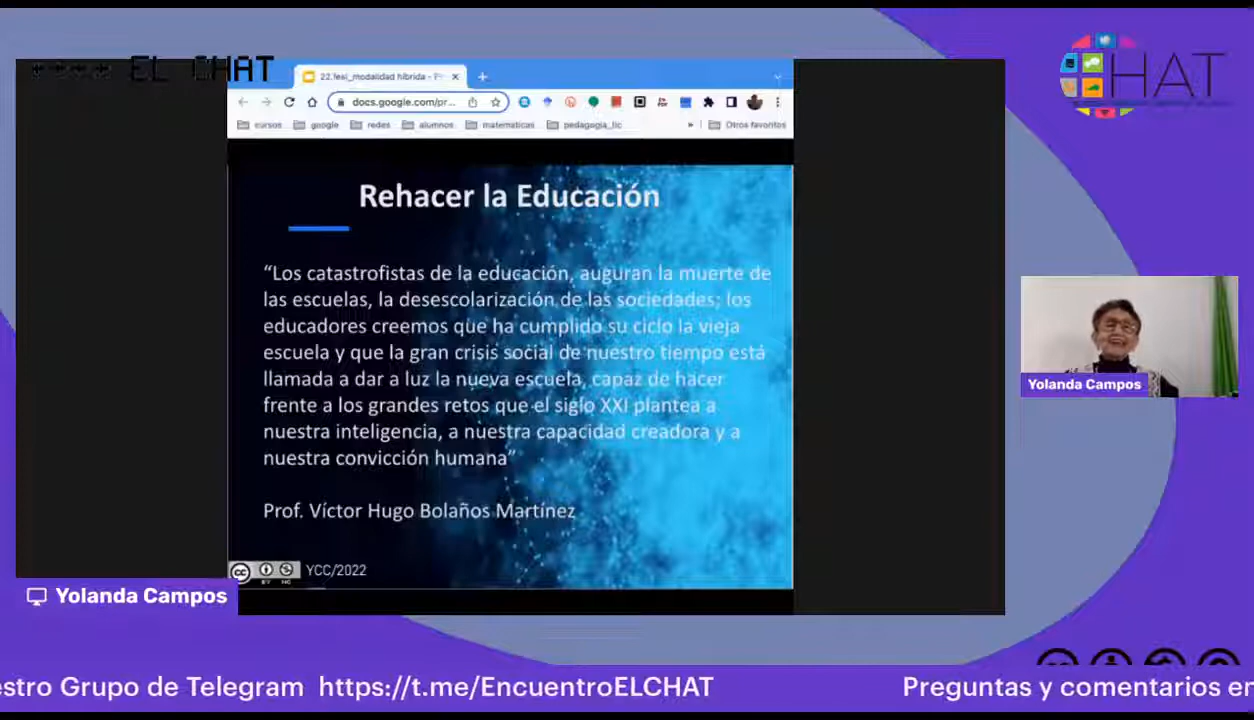 EL CHAT
22.fesi_modalidad híbrida - P
docs.google.com/pr...
cursos
google
redes
alumnos
matematicas
pedagogia_lic
»
Otros favoritos
HAT
Rehacer la Educación
“Los catastrofistas de la educación, auguran la muerte de
las escuelas, la desescolarización de las sociedades; los
educadores creemos que ha cumplido su ciclo la vieja
escuela y que la gran crisis social de nuestro tiempo está
llamada a dar a luz la nueva escuela, capaz de hacer
frente a los grandes retos que el siglo XXI plantea a
nuestra inteligencia, a nuestra capacidad creadora y a
nuestra convicción humana”
Prof. Víctor Hugo Bolaños Martínez
cc BY NC YCC/2022
Yolanda Campos
Yolanda Campos
estro Grupo de Telegram https://t.me/EncuentroELCHAT Preguntas y comentarios en